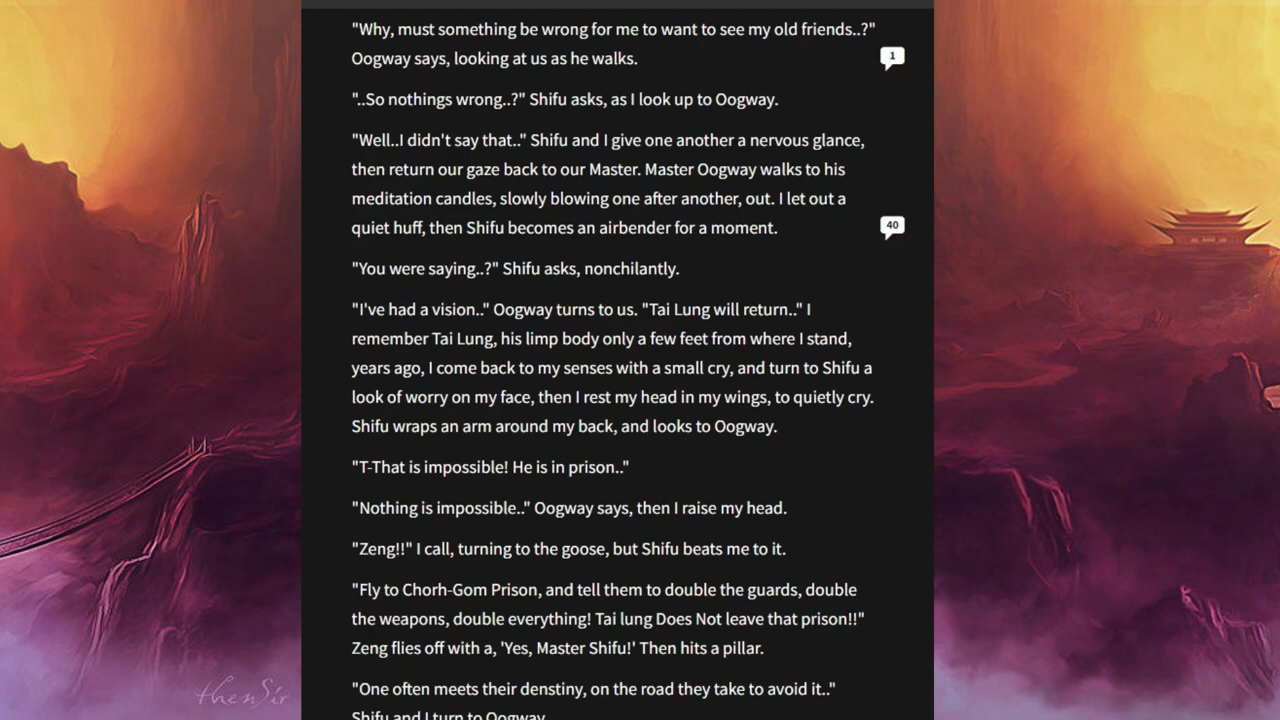 "Why, must something be wrong for me to want to see my old friends..?"
Oogway says, looking at us as he walks.
1
"..So nothings wrong..?" Shifu asks, as I look up to Oogway.
"Well..I didn't say that.." Shifu and I give one another a nervous glance,
then return our gaze back to our Master. Master Oogway walks to his
meditation candles, slowly blowing one after another, out. I let out a
quiet huff, then Shifu becomes an airbender for a moment.
40
"You were saying..?" Shifu asks, nonchilantly.
"I've had a vision.." Oogway turns to us. "Tai Lung will return.." I
remember Tai Lung, his limp body only a few feet from where I stand,
years ago, I come back to my senses with a small cry, and turn to Shifu a
look of worry on my face, then I rest my head in my wings, to quietly cry.
Shifu wraps an arm around my back, and looks to Oogway.
"T-That is impossible! He is in prison.."
"Nothing is impossible.." Oogway says, then I raise my head.
"Zeng!!" I call, turning to the goose, but Shifu beats me to it.
"Fly to Chorh-Gom Prison, and tell them to double the guards, double
the weapons, double everything! Tai lung Does Not leave that prison!!"
Zeng flies off with a, 'Yes, Master Shifu!' Then hits a pillar.
"One often meets their denstiny, on the road they take to avoid it.."
Shifu and I turn to Oogway.
thenSir